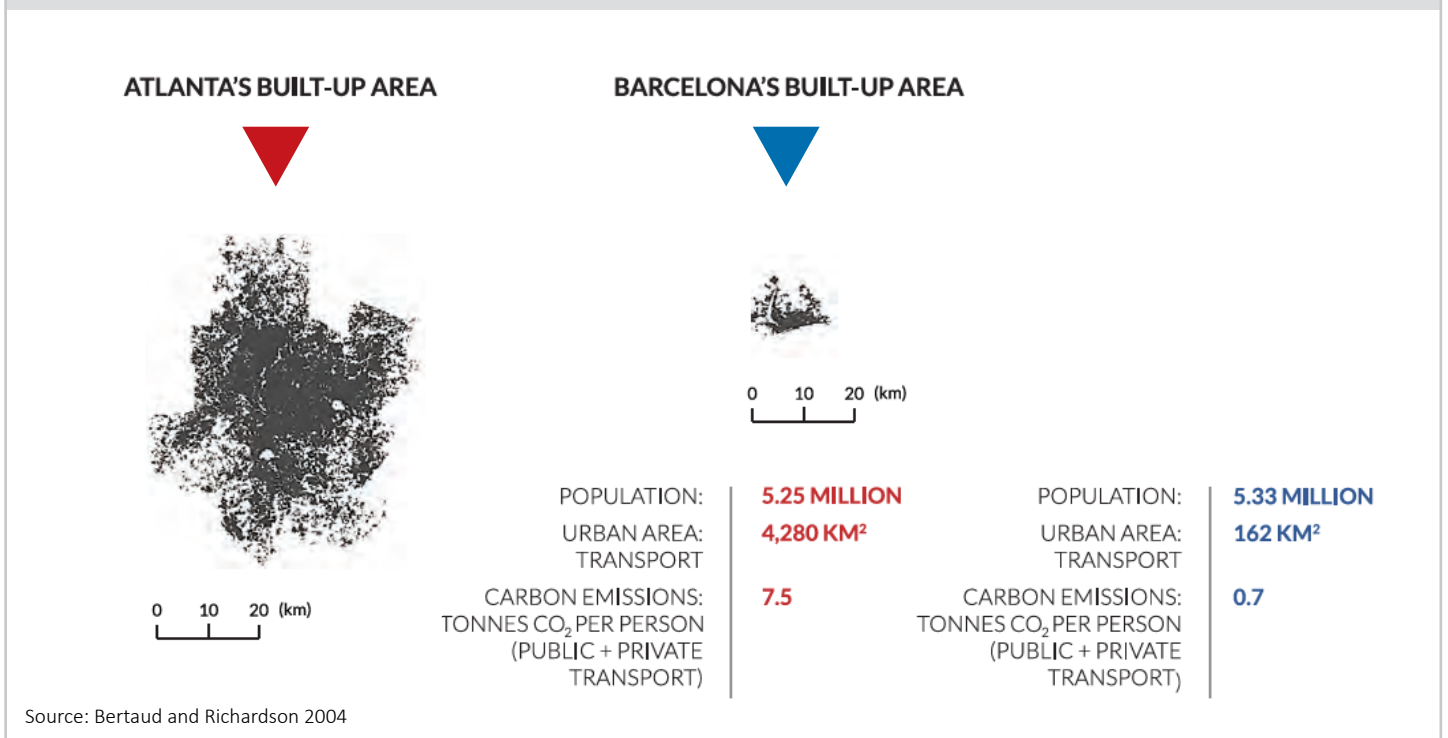 ATLANTA'S BUILT-UP AREA
BARCELONA'S BUILT-UP AREA
0 10 20 (km)
0 10 20 (km)
POPULATION: 5.25 MILLION
URBAN AREA: 4,280 KM²
TRANSPORT
CARBON EMISSIONS: 7.5
TONNES CO₂ PER PERSON
(PUBLIC + PRIVATE
TRANSPORT)
POPULATION: 5.33 MILLION
URBAN AREA: 162 KM²
TRANSPORT
CARBON EMISSIONS: 0.7
TONNES CO₂ PER PERSON
(PUBLIC + PRIVATE
TRANSPORT)
Source: Bertaud and Richardson 2004